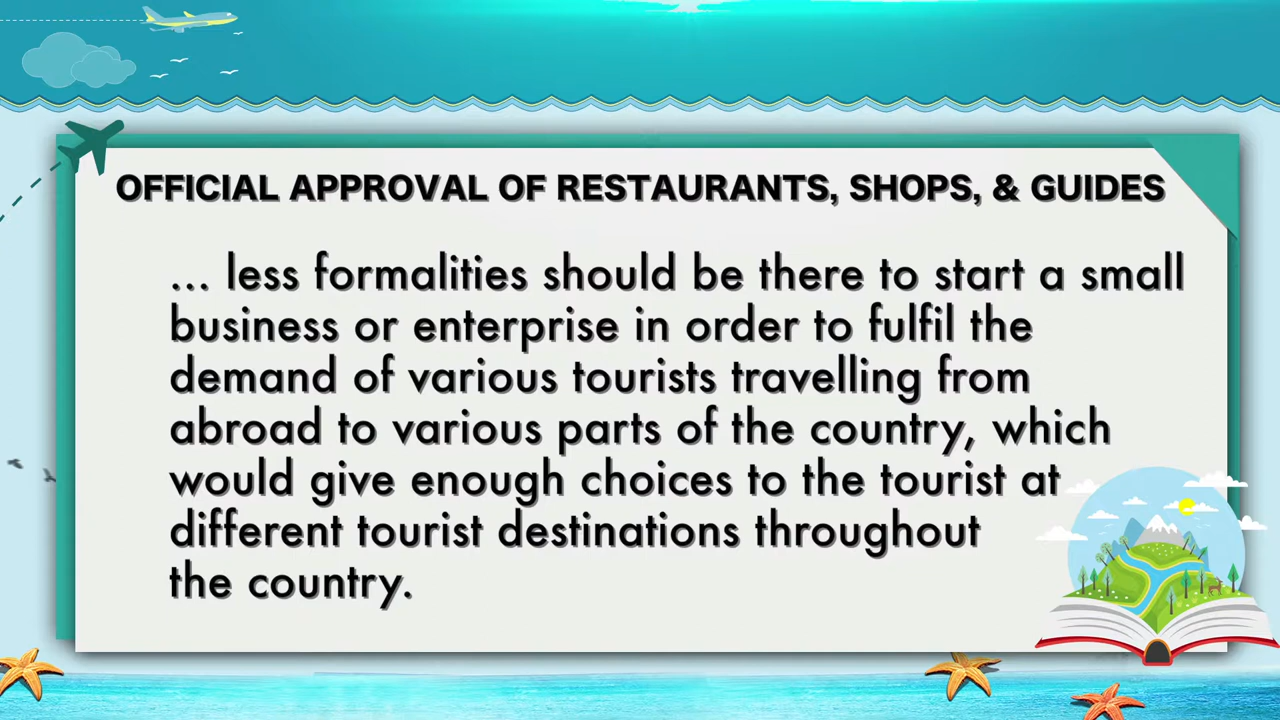 OFFICIAL APPROVAL OF RESTAURANTS, SHOPS, & GUIDES
... less formalities should be there to start a small
business or enterprise in order to fulfil the
demand of various tourists travelling from
abroad to various parts of the country, which
would give enough choices to the tourist at
different tourist destinations throughout
the country.